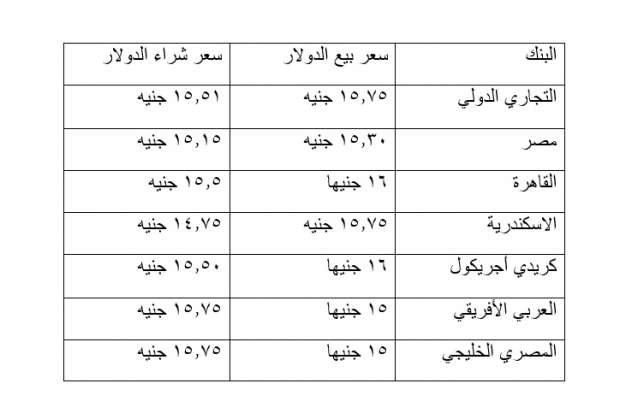 البنك سعر بيع الدولار سعر شراء الدولار
التجاري الدولي ١٥,٧٥ جنيه ١٥,٥١ جنيه
مصر ١٥,٣٠ جنيه ١٥,١٥ جنيه
القاهرة ١٦ جنيها ١٥,٥ جنيه
الاسكندرية ١٥,٧٥ جنيه ١٤,٧٥ جنيه
كريدي أجريكول ١٦ جنيها ١٥,٥٠ جنيه
العربي الأفريقي ١٥ جنيها ١٥,٧٥ جنيه
المصري الخليجي ١٥ جنيها ١٥,٧٥ جنيه